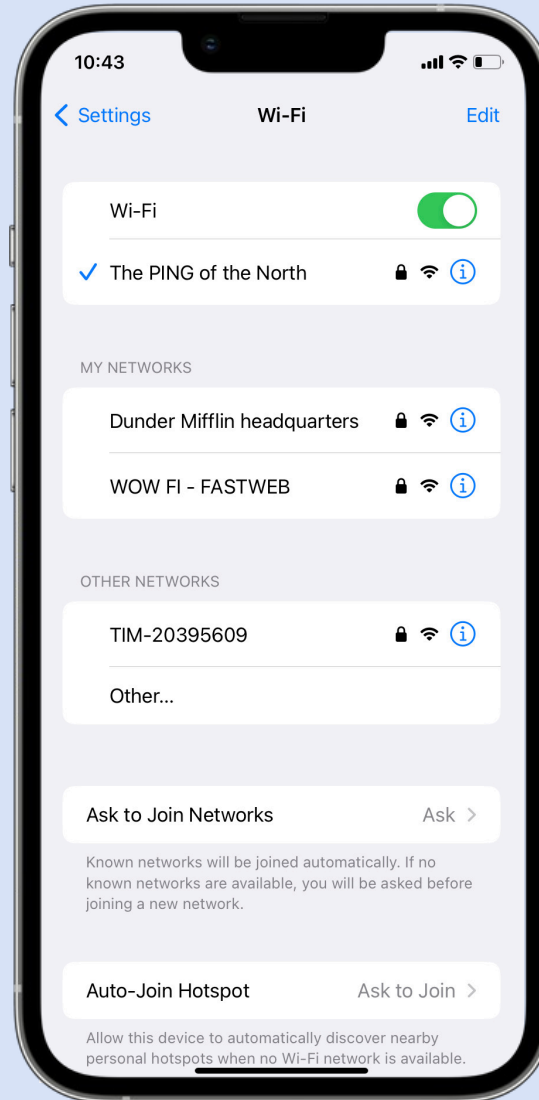 10:43
Settings
Wi-Fi
Edit
Wi-Fi
The PING of the North
MY NETWORKS
Dunder Mifflin headquarters
WOW FI - FASTWEB
OTHER NETWORKS
TIM-20395609
Other...
Ask to Join Networks
Ask
Known networks will be joined automatically. If no
known networks are available, you will be asked before
joining a new network.
Auto-Join Hotspot
Ask to Join
Allow this device to automatically discover nearby
personal hotspots when no Wi-Fi network is available.